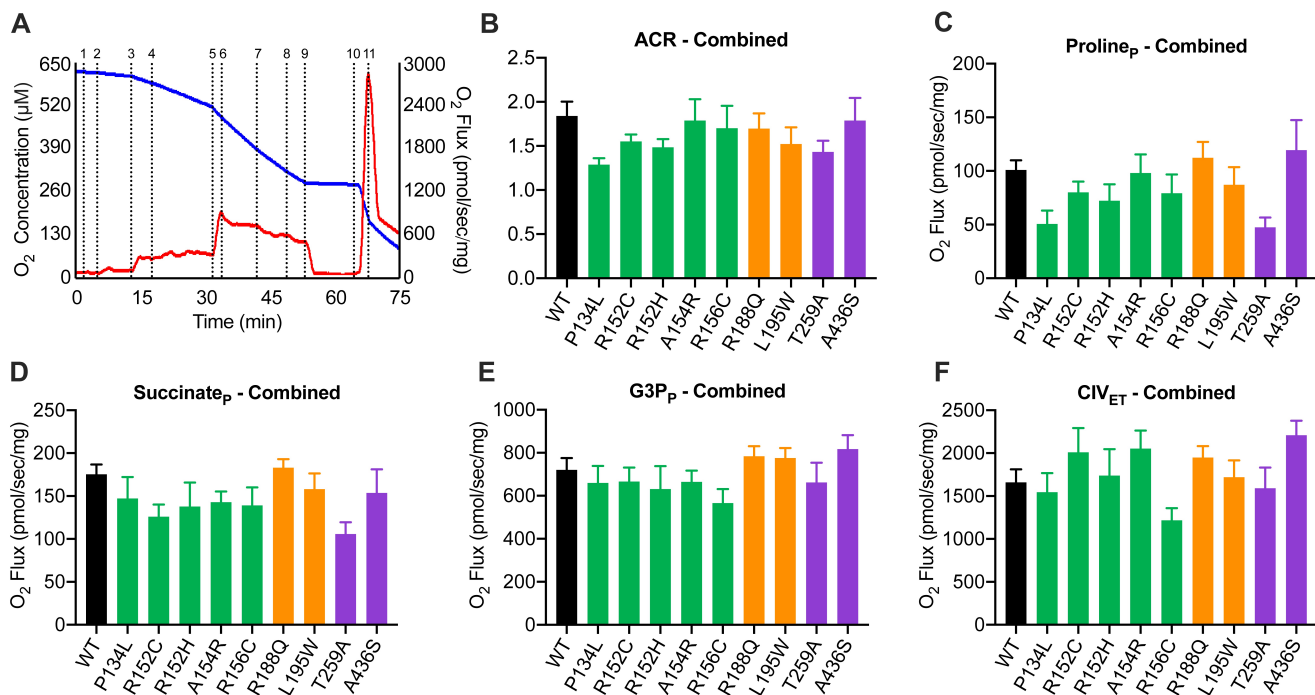 A
1 2 3 4 5 6 7 8 9 10 11
650 520 390 260 130 0
O2 Concentration (µM)
3000 2400 1800 1200 600 0
O2 Flux (pmol/sec/mg)
0 15 30 45 60 75
Time (min)
B
ACR - Combined
2.5 2.0 1.5 1.0 0.5 0.0
WT P134L R152C R152H A154R R156C R188Q L195W T259A A436S
C
ProlineP - Combined
200 150 100 50 0
O2 Flux (pmol/sec/mg)
WT P134L R152C R152H A154R R156C R188Q L195W T259A A436S
D
SuccinateP - Combined
250 200 150 100 50 0
O2 Flux (pmol/sec/mg)
WT P134L R152C R152H A154R R156C R188Q L195W T259A A436S
E
G3PP - Combined
1000 800 600 400 200 0
O2 Flux (pmol/sec/mg)
WT P134L R152C R152H A154R R156C R188Q L195W T259A A436S
F
CIVET - Combined
2500 2000 1500 1000 500 0
O2 Flux (pmol/sec/mg)
WT P134L R152C R152H A154R R156C R188Q L195W T259A A436S